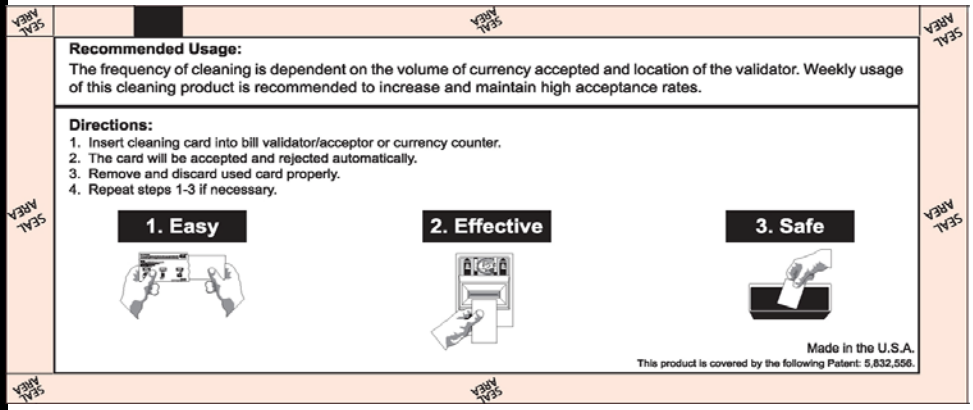 SEAL AREA
SEAL AREA
SEAL AREA
Recommended Usage:
The frequency of cleaning is dependent on the volume of currency accepted and location of the validator. Weekly usage
of this cleaning product is recommended to increase and maintain high acceptance rates.
Directions:
1. Insert cleaning card into bill validator/acceptor or currency counter.
2. The card will be accepted and rejected automatically.
3. Remove and discard used card properly.
4. Repeat steps 1-3 if necessary.
SEAL AREA
SEAL AREA
1. Easy
2. Effective
3. Safe
Made in the U.S.A.
This product is covered by the following Patent: 5,832,556.
SEAL AREA
SEAL AREA